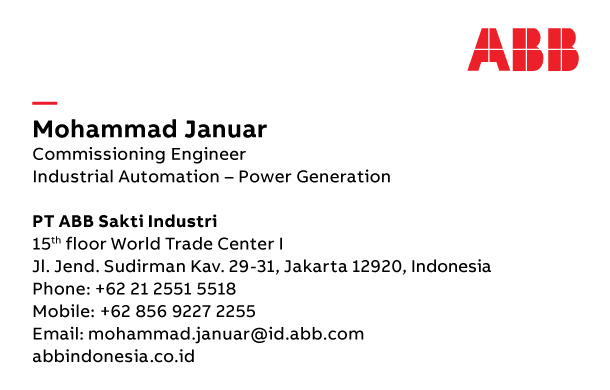 ABB
Mohammad Januar
Commissioning Engineer
Industrial Automation – Power Generation
PT ABB Sakti Industri
15th floor World Trade Center I
Jl. Jend. Sudirman Kav. 29-31, Jakarta 12920, Indonesia
Phone: +62 21 2551 5518
Mobile: +62 856 9227 2255
Email: mohammad.januar@id.abb.com
abbindonesia.co.id